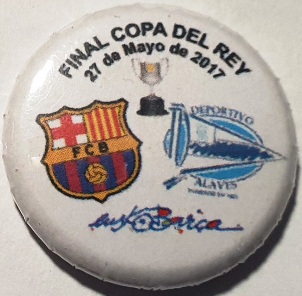 FINAL COPA DEL REY
27 de Mayo de 2017
FCB
DEPORTIVO
ALAVES